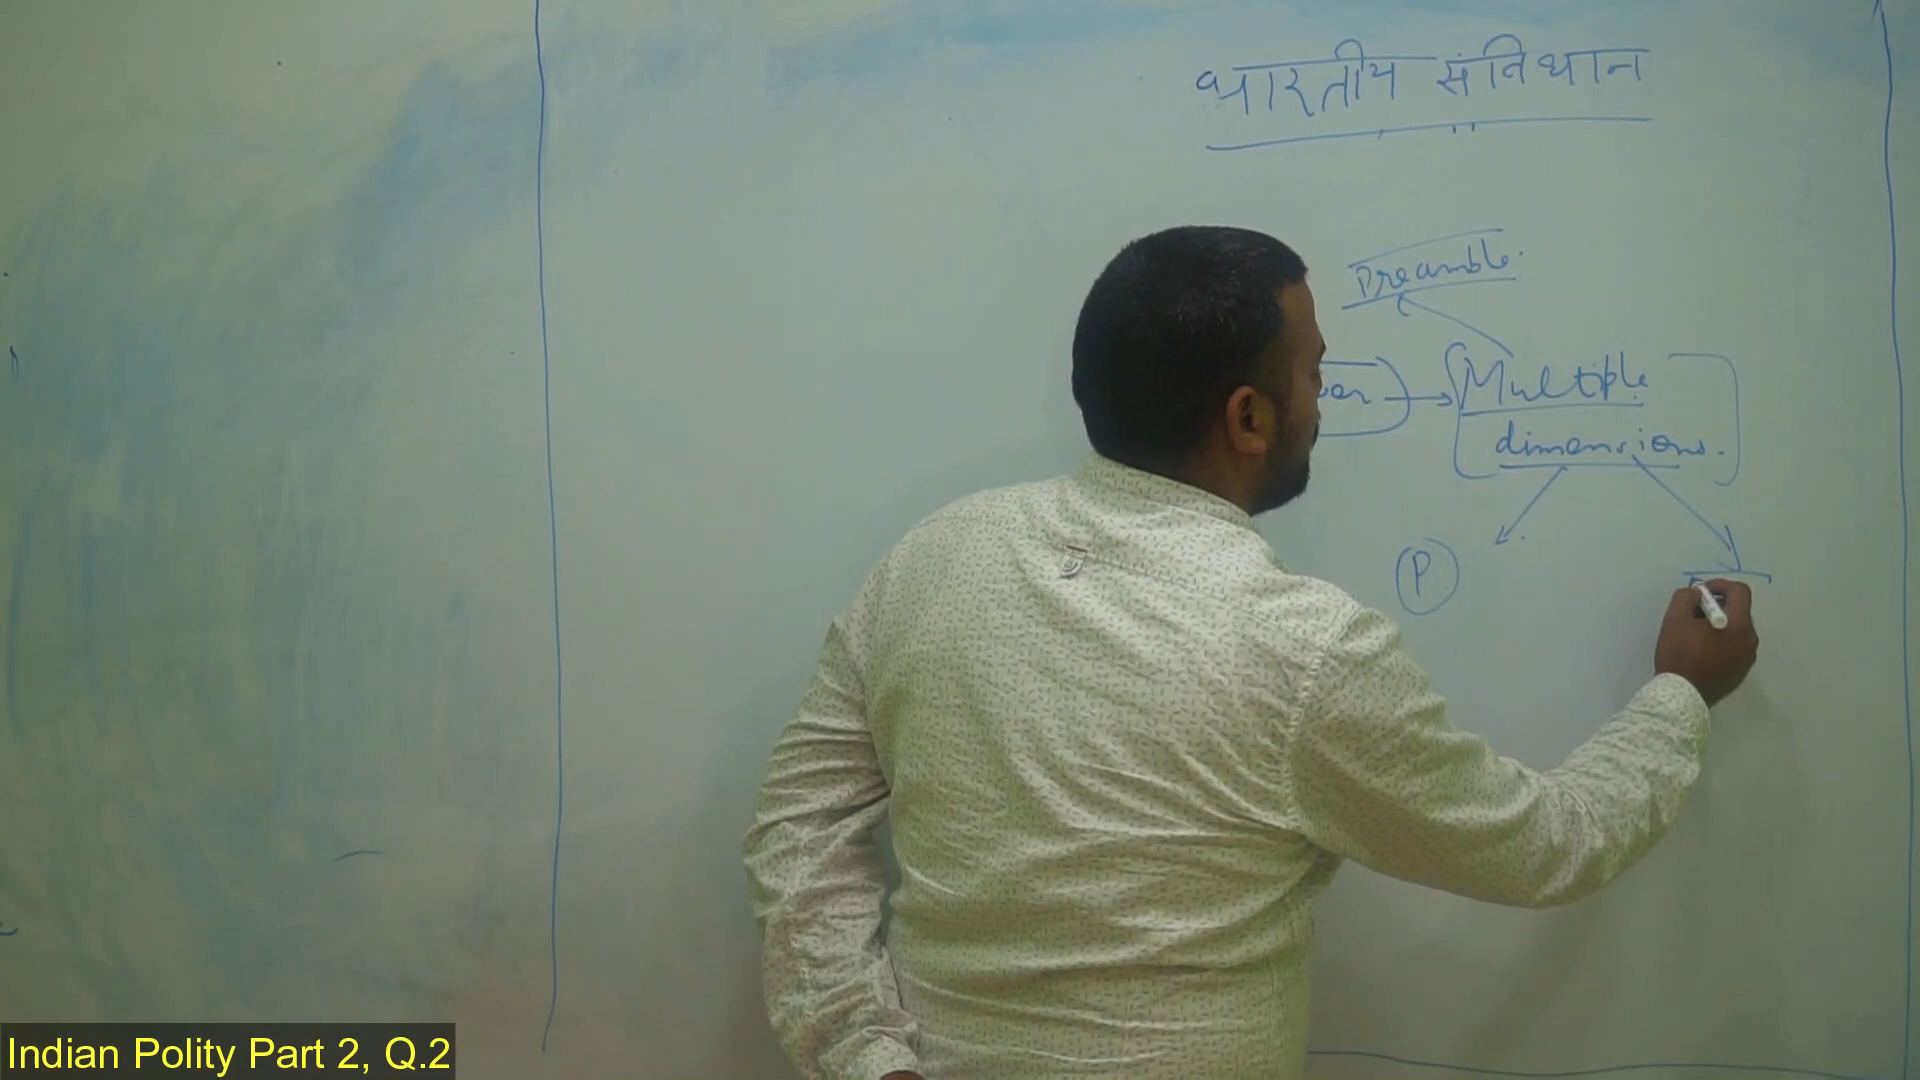 भारतीय संविधान
Preamble.
Multiple
dimensions.
P
Indian Polity Part 2, Q.2